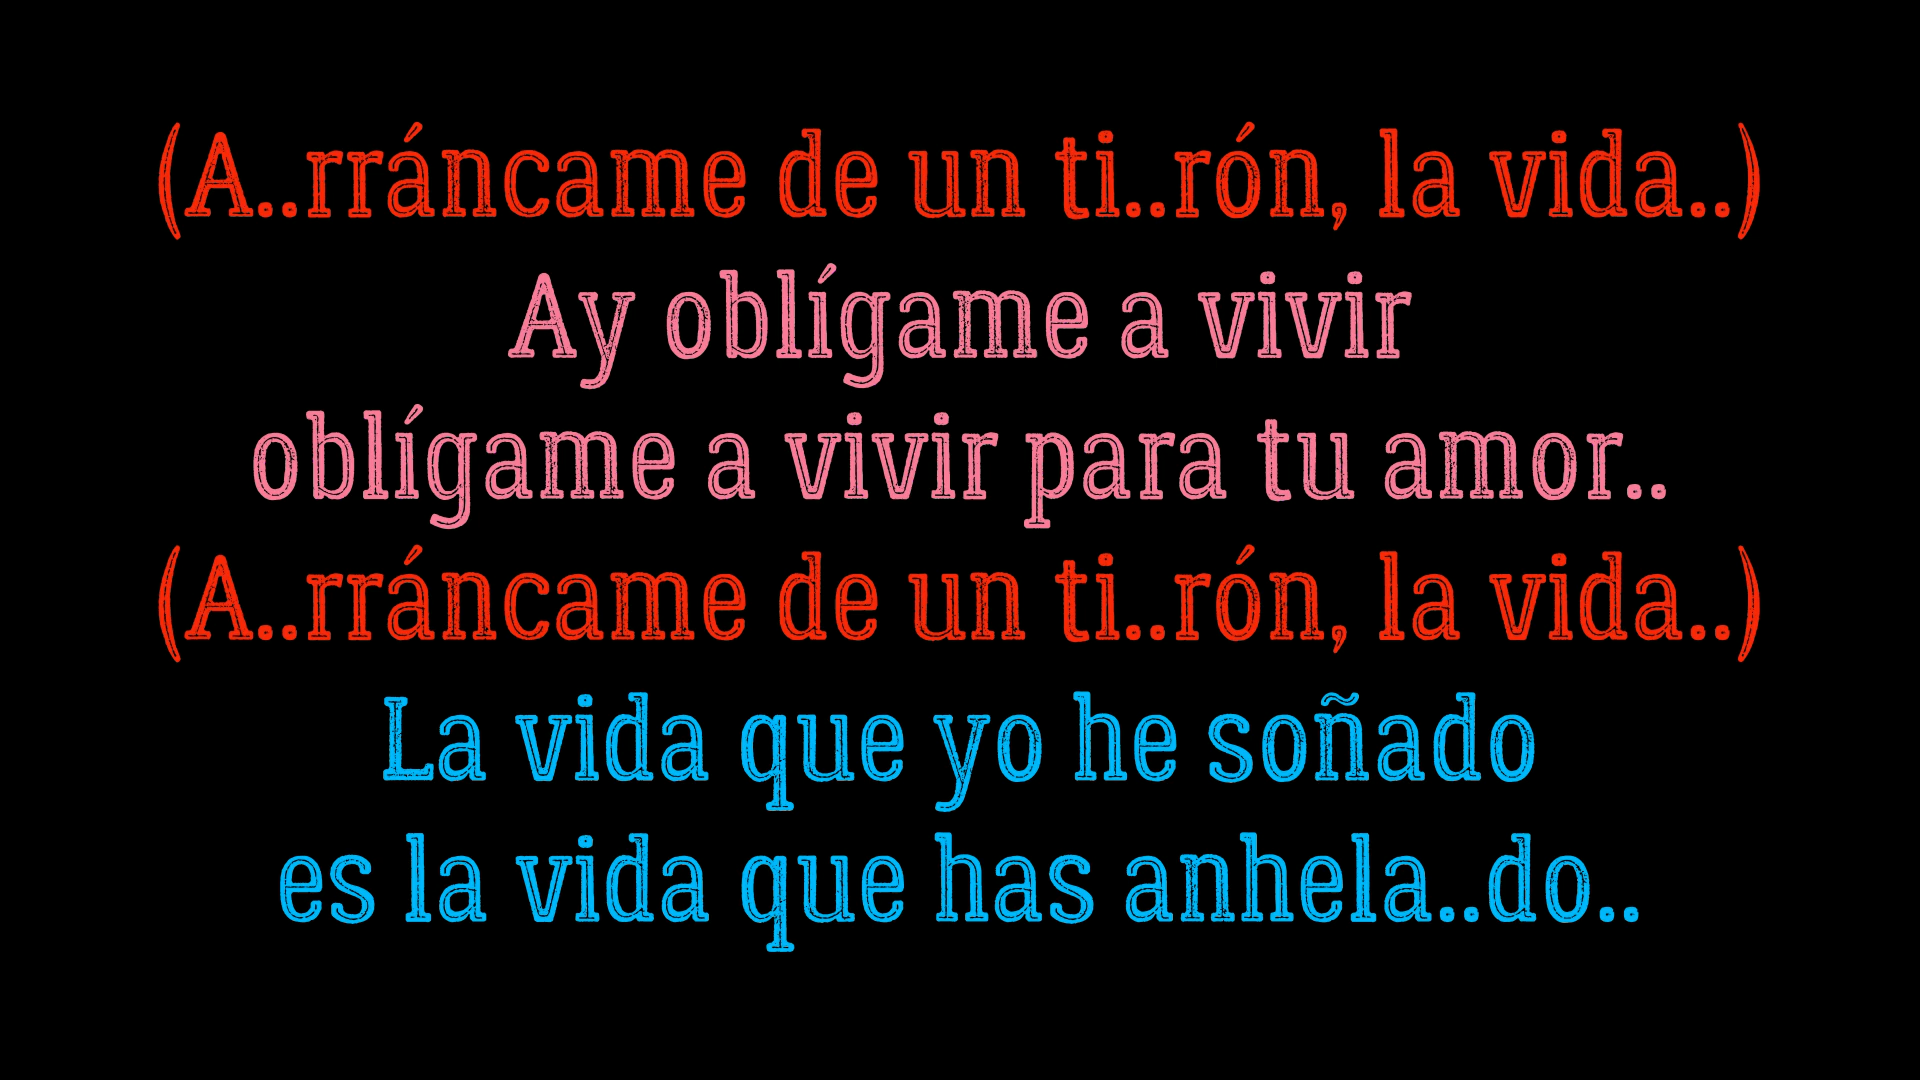 (A..rráncame de un ti..rón, la vida..)
Ay oblígame a vivir
oblígame a vivir para tu amor..
(A..rráncame de un ti..rón, la vida..)
La vida que yo he soñado
es la vida que has anhela..do..